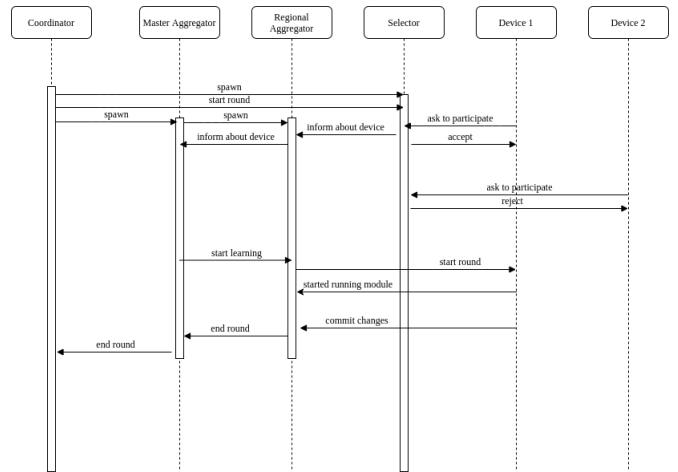 Coordinator
Master Aggregator
Regional
Aggregator
Selector
Device 1
Device 2
spawn
start round
spawn
spawn
ask to participate
inform about device
inform about device
accept
ask to participate
reject
start learning
start round
started running module
commit changes
end round
end round